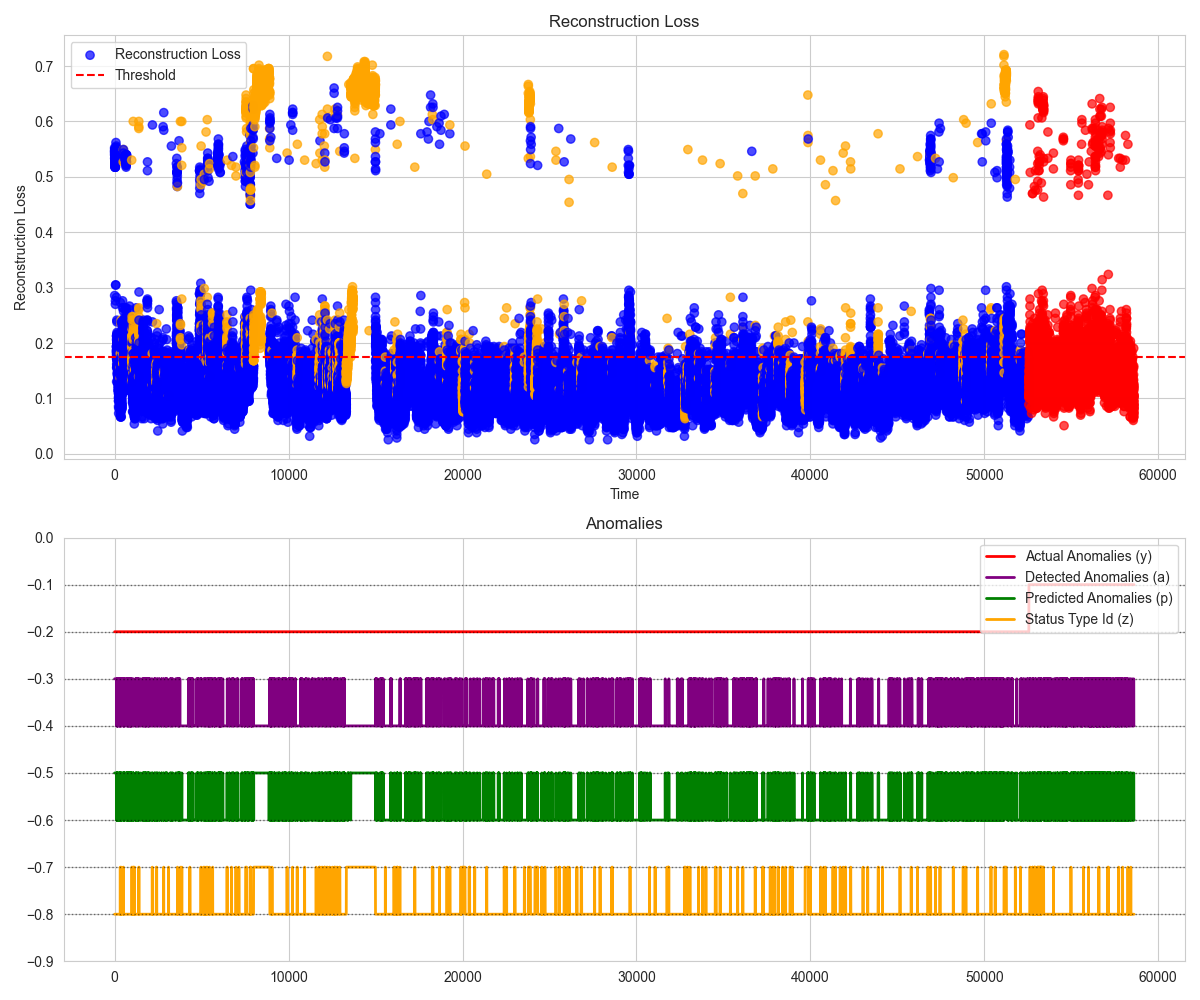 Reconstruction Loss
Reconstruction Loss
Threshold
Reconstruction Loss
0.7
0.6
0.5
0.4
0.3
0.2
0.1
0.0
0 10000 20000 30000 40000 50000 60000
Time
Anomalies
Actual Anomalies (y)
Detected Anomalies (a)
Predicted Anomalies (p)
Status Type Id (z)
0.0
−0.1
−0.2
−0.3
−0.4
−0.5
−0.6
−0.7
−0.8
−0.9
0 10000 20000 30000 40000 50000 60000